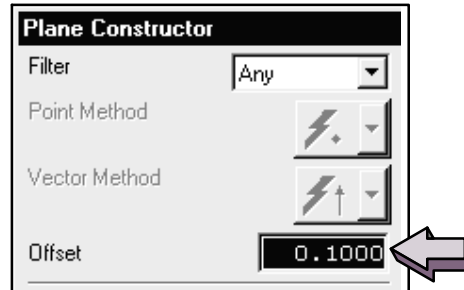 Plane Constructor
Filter Any
Point Method
Vector Method
Offset 0.1000